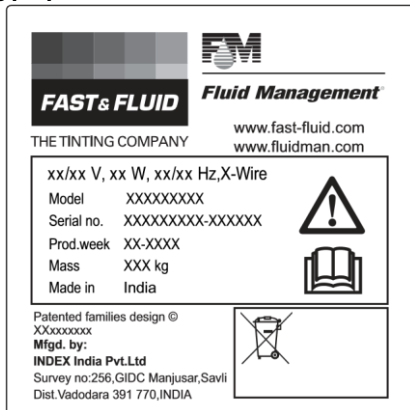 FM
FAST & FLUID
Fluid Management®
THE TINTING COMPANY
www.fast-fluid.com
www.fluidman.com
xx/xx V, xx W, xx/xx Hz,X-Wire
Model XXXXXXXXX
Serial no. XXXXXXXXX-XXXXXX
Prod.week XX-XXXX
Mass XXX kg
Made in India
Patented families design ©
XXxxxxxxx
Mfgd. by:
INDEX India Pvt.Ltd
Survey no:256,GIDC Manjusar,Savli
Dist.Vadodara 391 770,INDIA